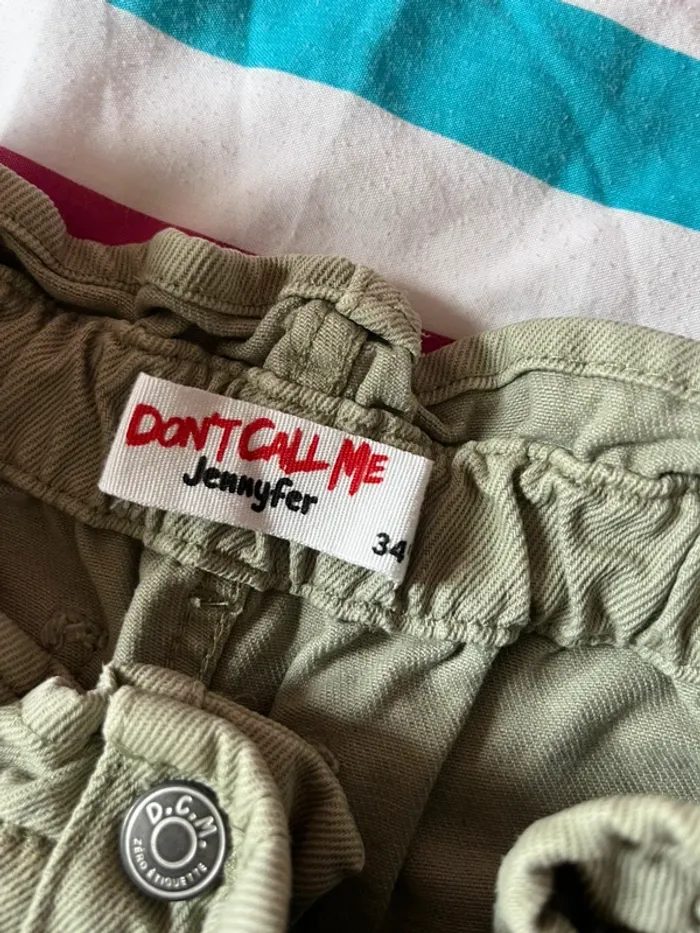 DON'T CALL ME
Jennyfer
34
D.C.M.
ZÉRO ÉTIQUETTE